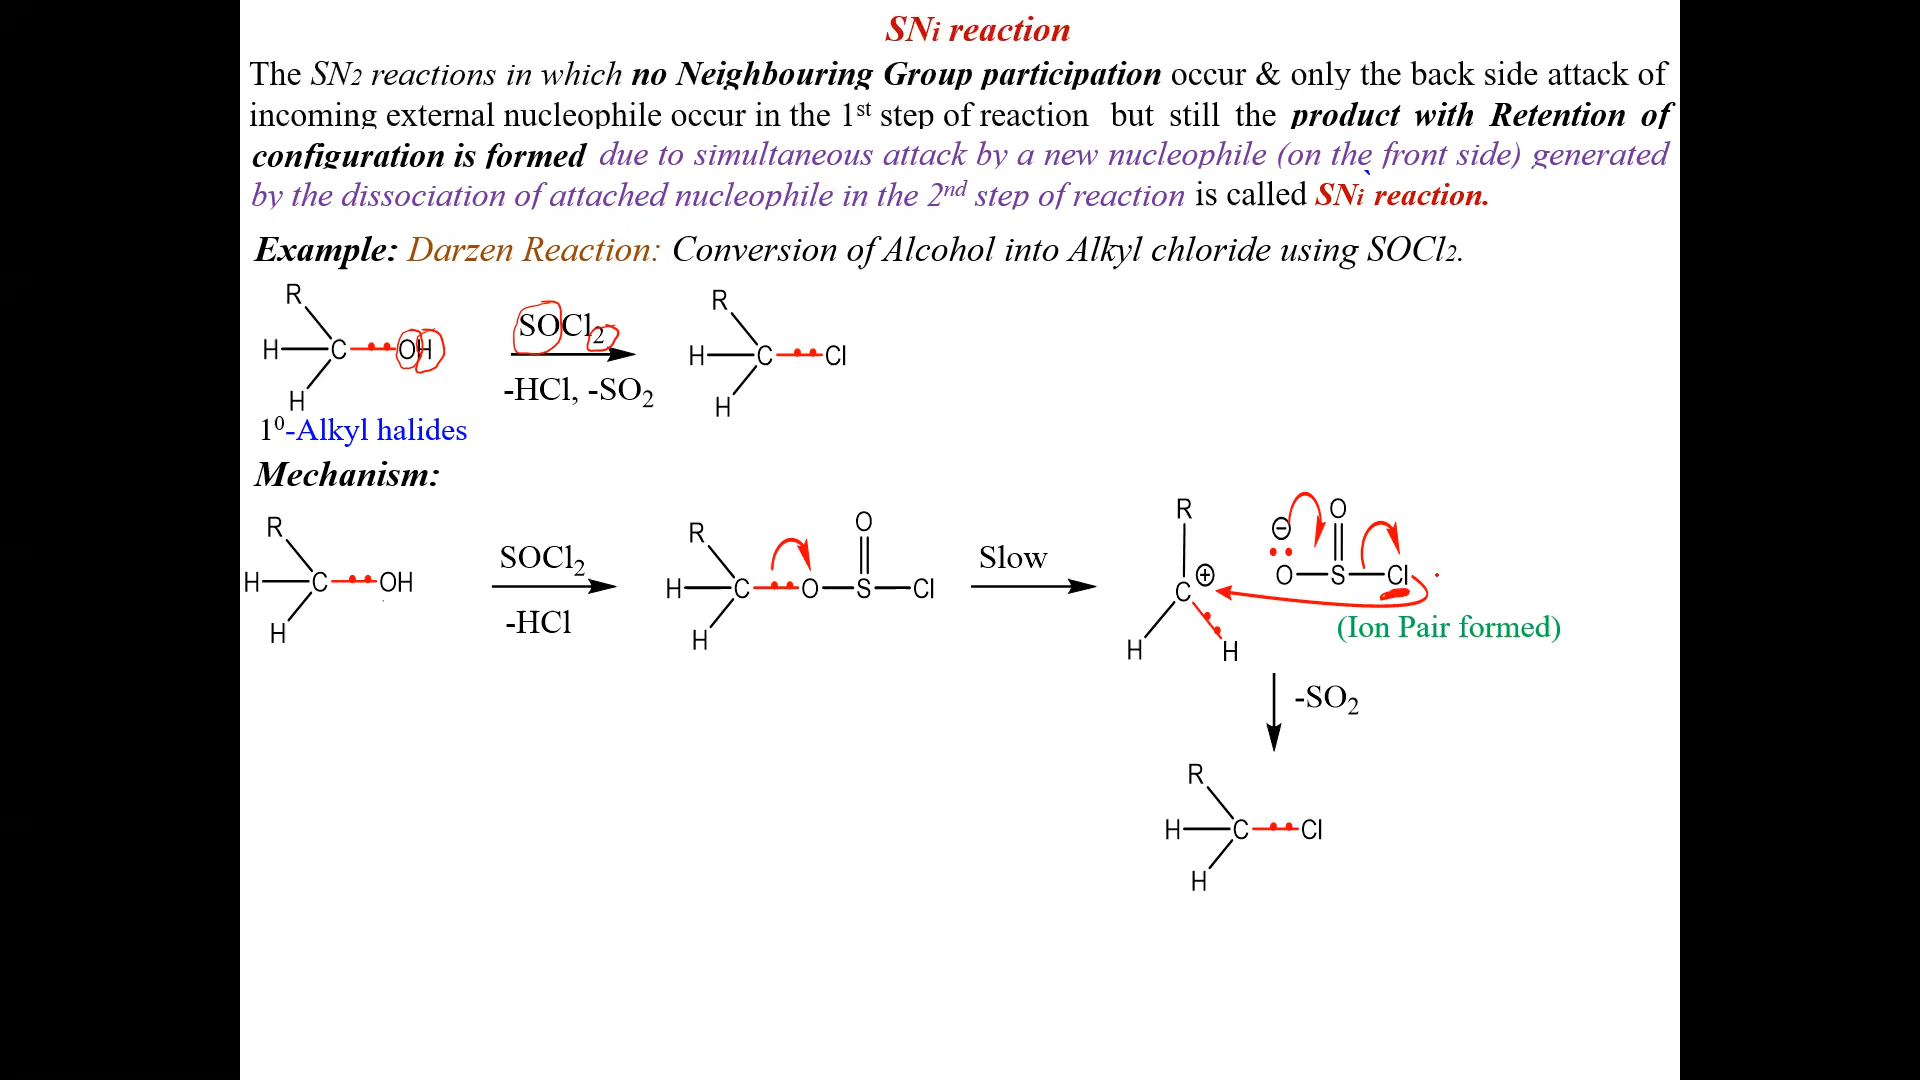 SNi reaction
The SN2 reactions in which no Neighbouring Group participation occur & only the back side attack of
incoming external nucleophile occur in the 1st step of reaction but still the product with Retention of
configuration is formed due to simultaneous attack by a new nucleophile (on the front side) generated
by the dissociation of attached nucleophile in the 2nd step of reaction is called SNi reaction.
Example: Darzen Reaction: Conversion of Alcohol into Alkyl chloride using SOCl2.
R
H C OH
H
SOCl2
-HCl, -SO2
R
H C Cl
H
1⁰-Alkyl halides
Mechanism:
R
H C OH
H
SOCl2
-HCl
R O
H C O S Cl
H
Slow
R
C ⊕
H H
⊖ O
O S Cl
(Ion Pair formed)
-SO2
R
H C Cl
H